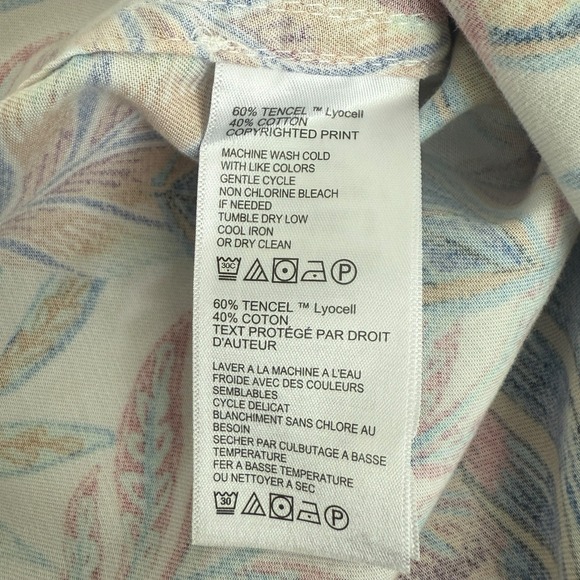 60% TENCEL ™ Lyocell
40% COTTON
COPYRIGHTED PRINT
MACHINE WASH COLD
WITH LIKE COLORS
GENTLE CYCLE
NON CHLORINE BLEACH
IF NEEDED
TUMBLE DRY LOW
COOL IRON
OR DRY CLEAN
30C P
60% TENCEL ™ Lyocell
40% COTON
TEXT PROTÉGÉ PAR DROIT
D'AUTEUR
LAVER A LA MACHINE A L'EAU
FROIDE AVEC DES COULEURS
SEMBLABLES
CYCLE DELICAT
BLANCHIMENT SANS CHLORE AU
BESOIN
SECHER PAR CULBUTAGE A BASSE
TEMPERATURE
FER A BASSE TEMPERATURE
OU NETTOYER A SEC
30 P